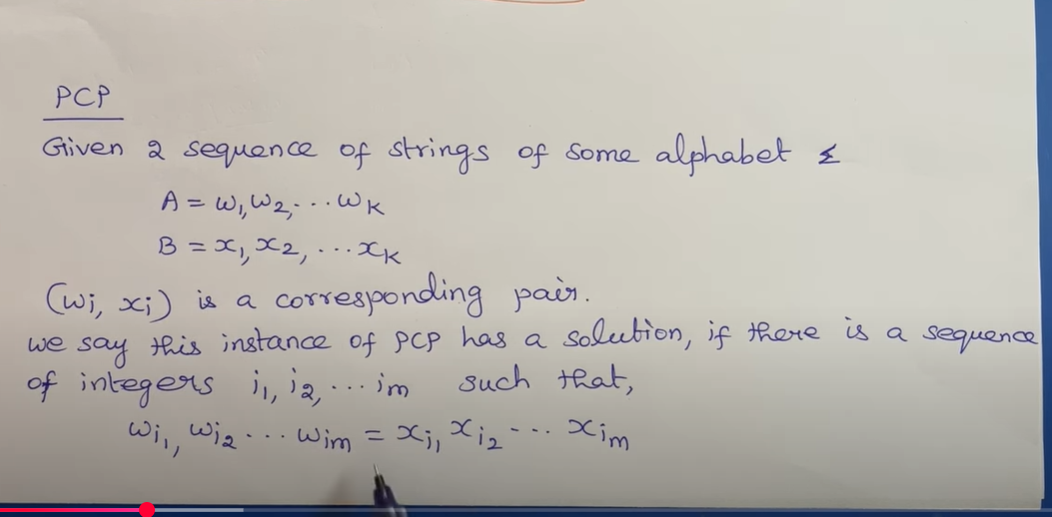 PCP
Given 2 sequence of strings of some alphabet Σ
A = w₁, w₂, ... wₖ
B = x₁, x₂, ... xₖ
(wᵢ, xᵢ) is a corresponding pair.
we say this instance of PCP has a solution, if there is a sequence
of integers i₁, i₂, ... iₘ such that,
wᵢ₁, wᵢ₂ ... wᵢₘ = xᵢ₁, xᵢ₂ ... xᵢₘ